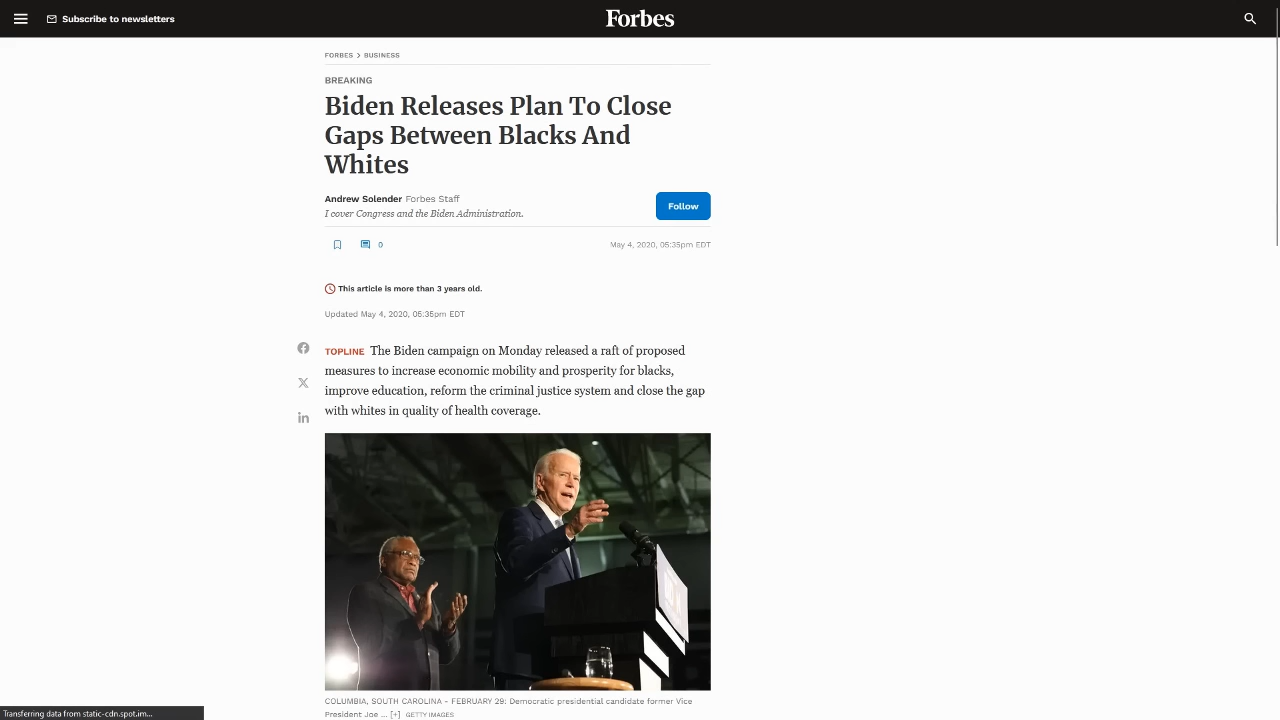 Subscribe to newsletters
Forbes
FORBES > BUSINESS
BREAKING
Biden Releases Plan To Close
Gaps Between Blacks And
Whites
Andrew Solender Forbes Staff
I cover Congress and the Biden Administration.
Follow
0
May 4, 2020, 05:35pm EDT
This article is more than 3 years old.
Updated May 4, 2020, 05:35pm EDT
TOPLINE The Biden campaign on Monday released a raft of proposed
measures to increase economic mobility and prosperity for blacks,
improve education, reform the criminal justice system and close the gap
with whites in quality of health coverage.
COLUMBIA, SOUTH CAROLINA - FEBRUARY 29: Democratic presidential candidate former Vice
President Joe ... [+] GETTY IMAGES
Transferring data from static-cdn.spot.im...